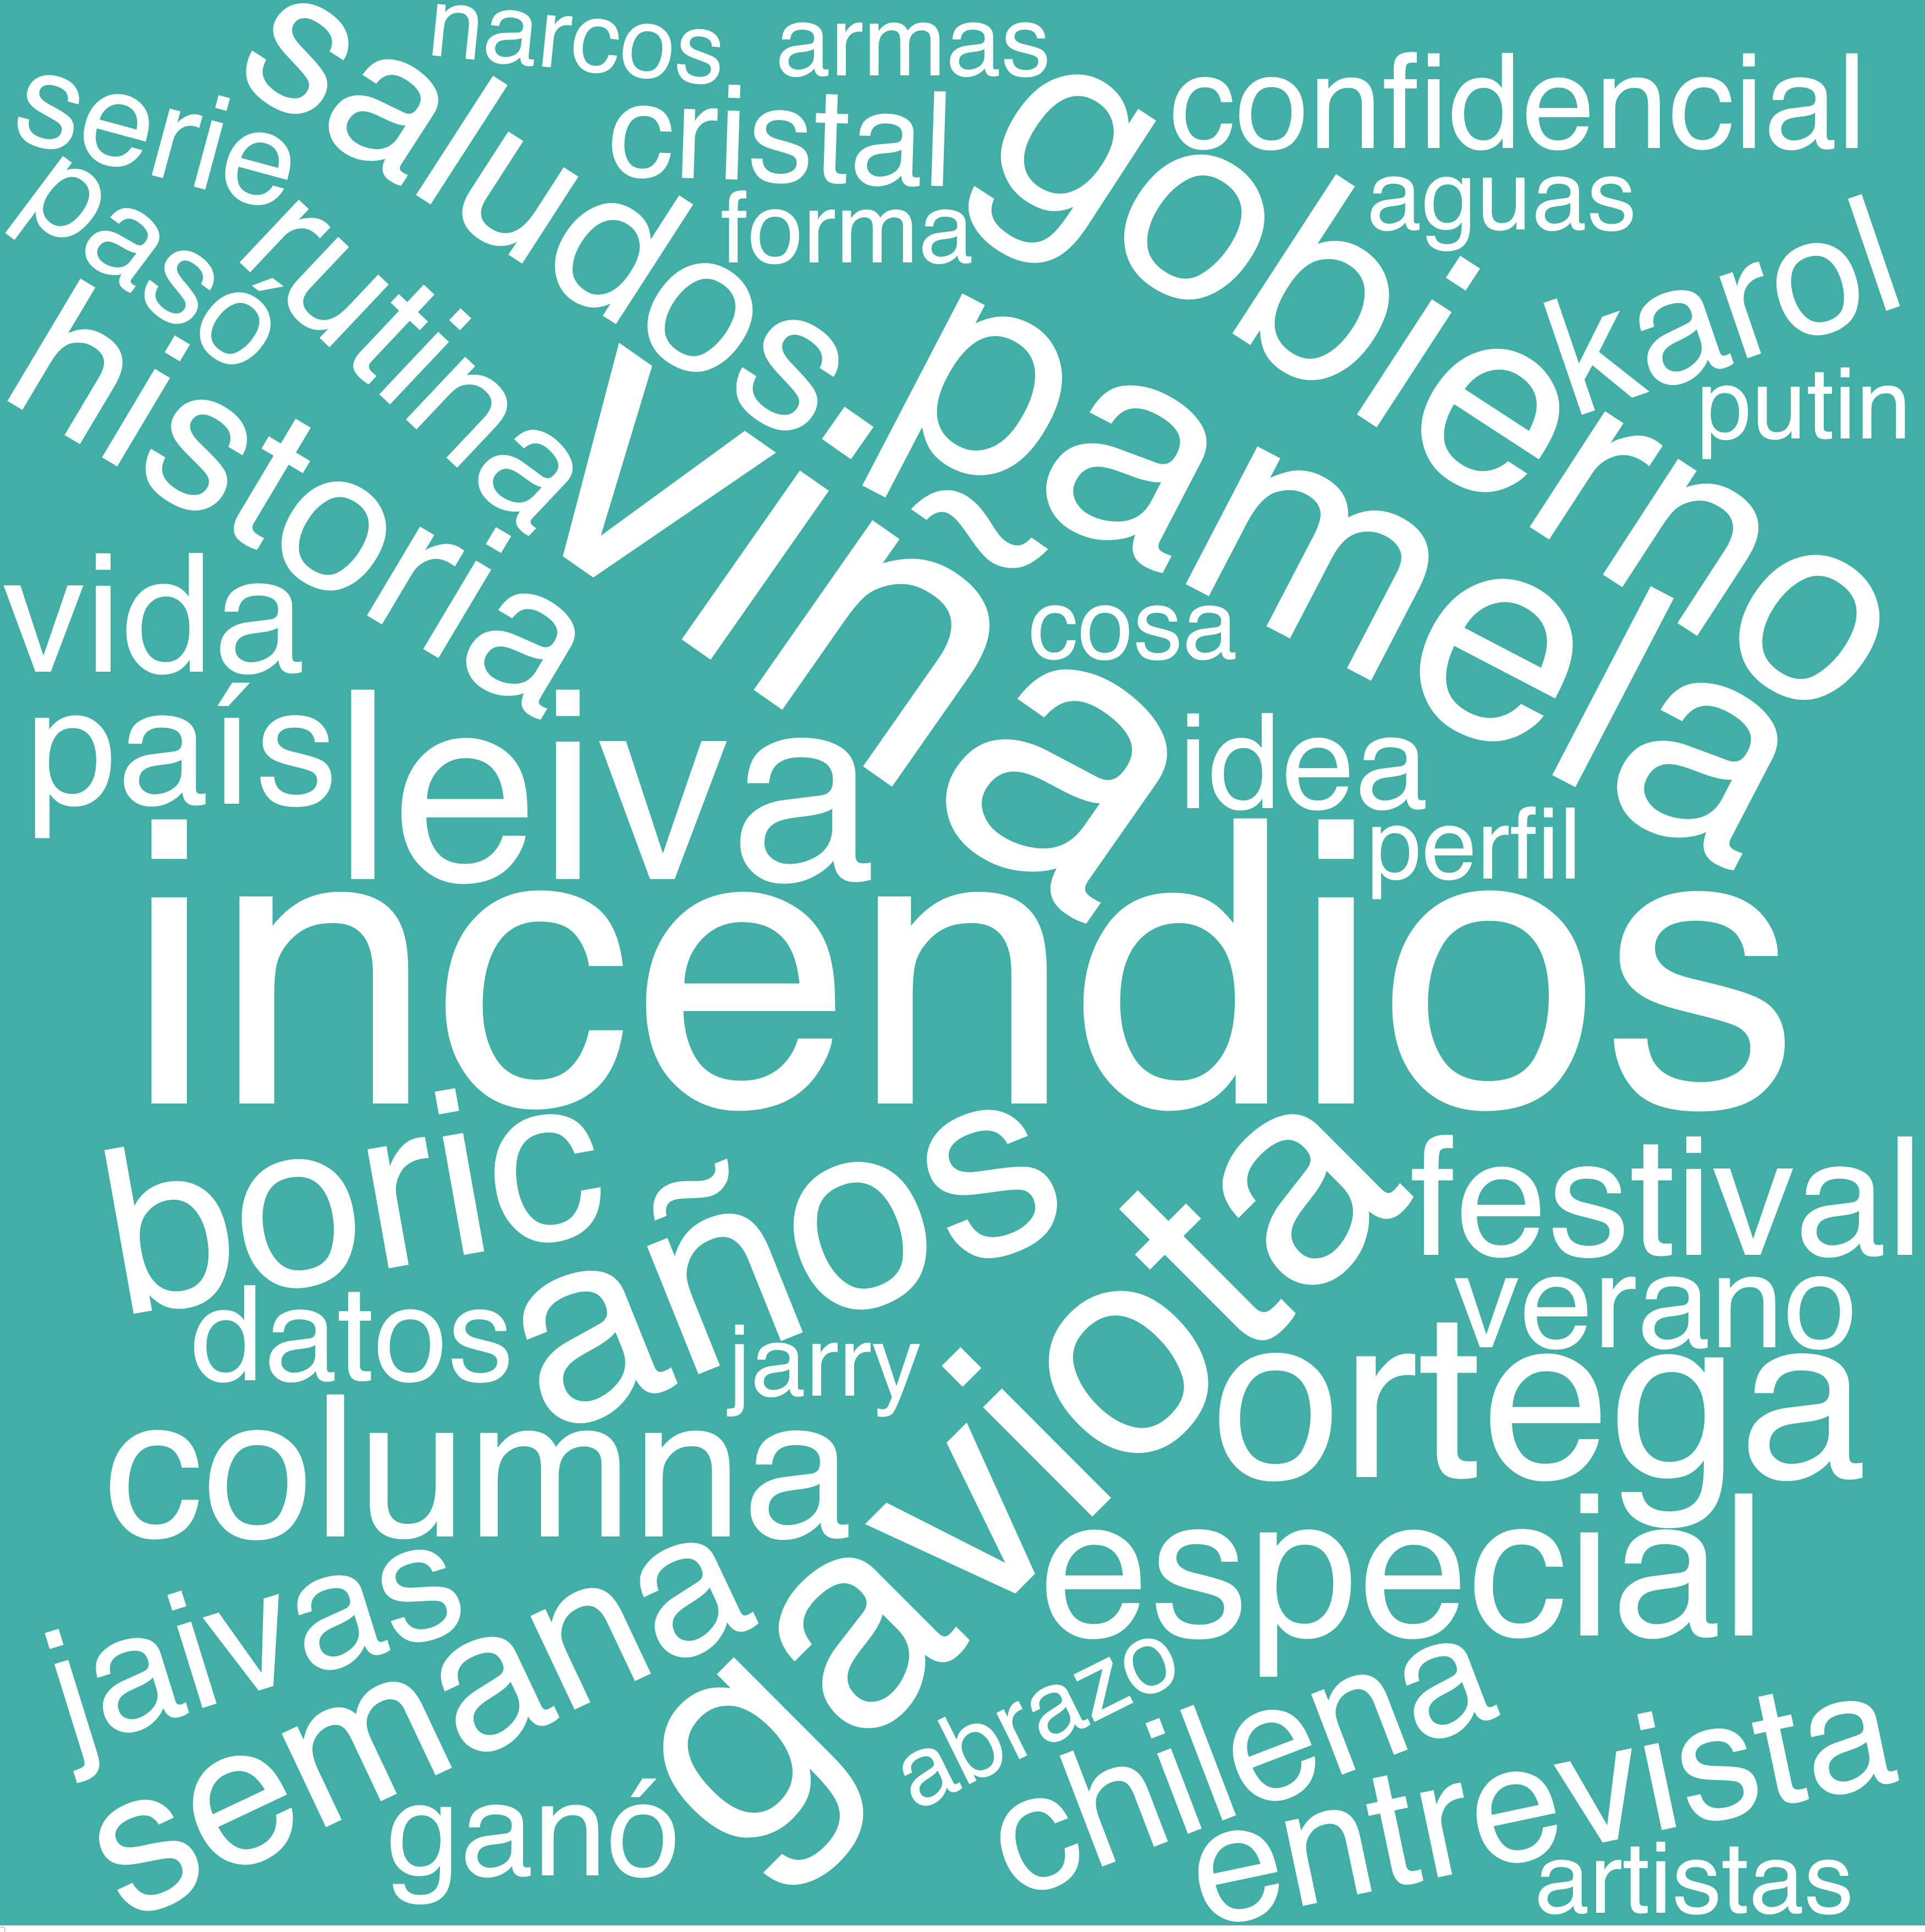 narcos
armas
saludos.
serie
cristal
gobierno
confidencial
pasó
forma
aguas
karol
rutina
putin
historia
viña
pamela
vida
cosa
país
leiva
idea
perfil
incendios
boric
años
gaviota
festival
datos
verano
jarry
ortega
columna
especial
jaivas
semana
abrazo
chilena
entrevista
ganó
artistas